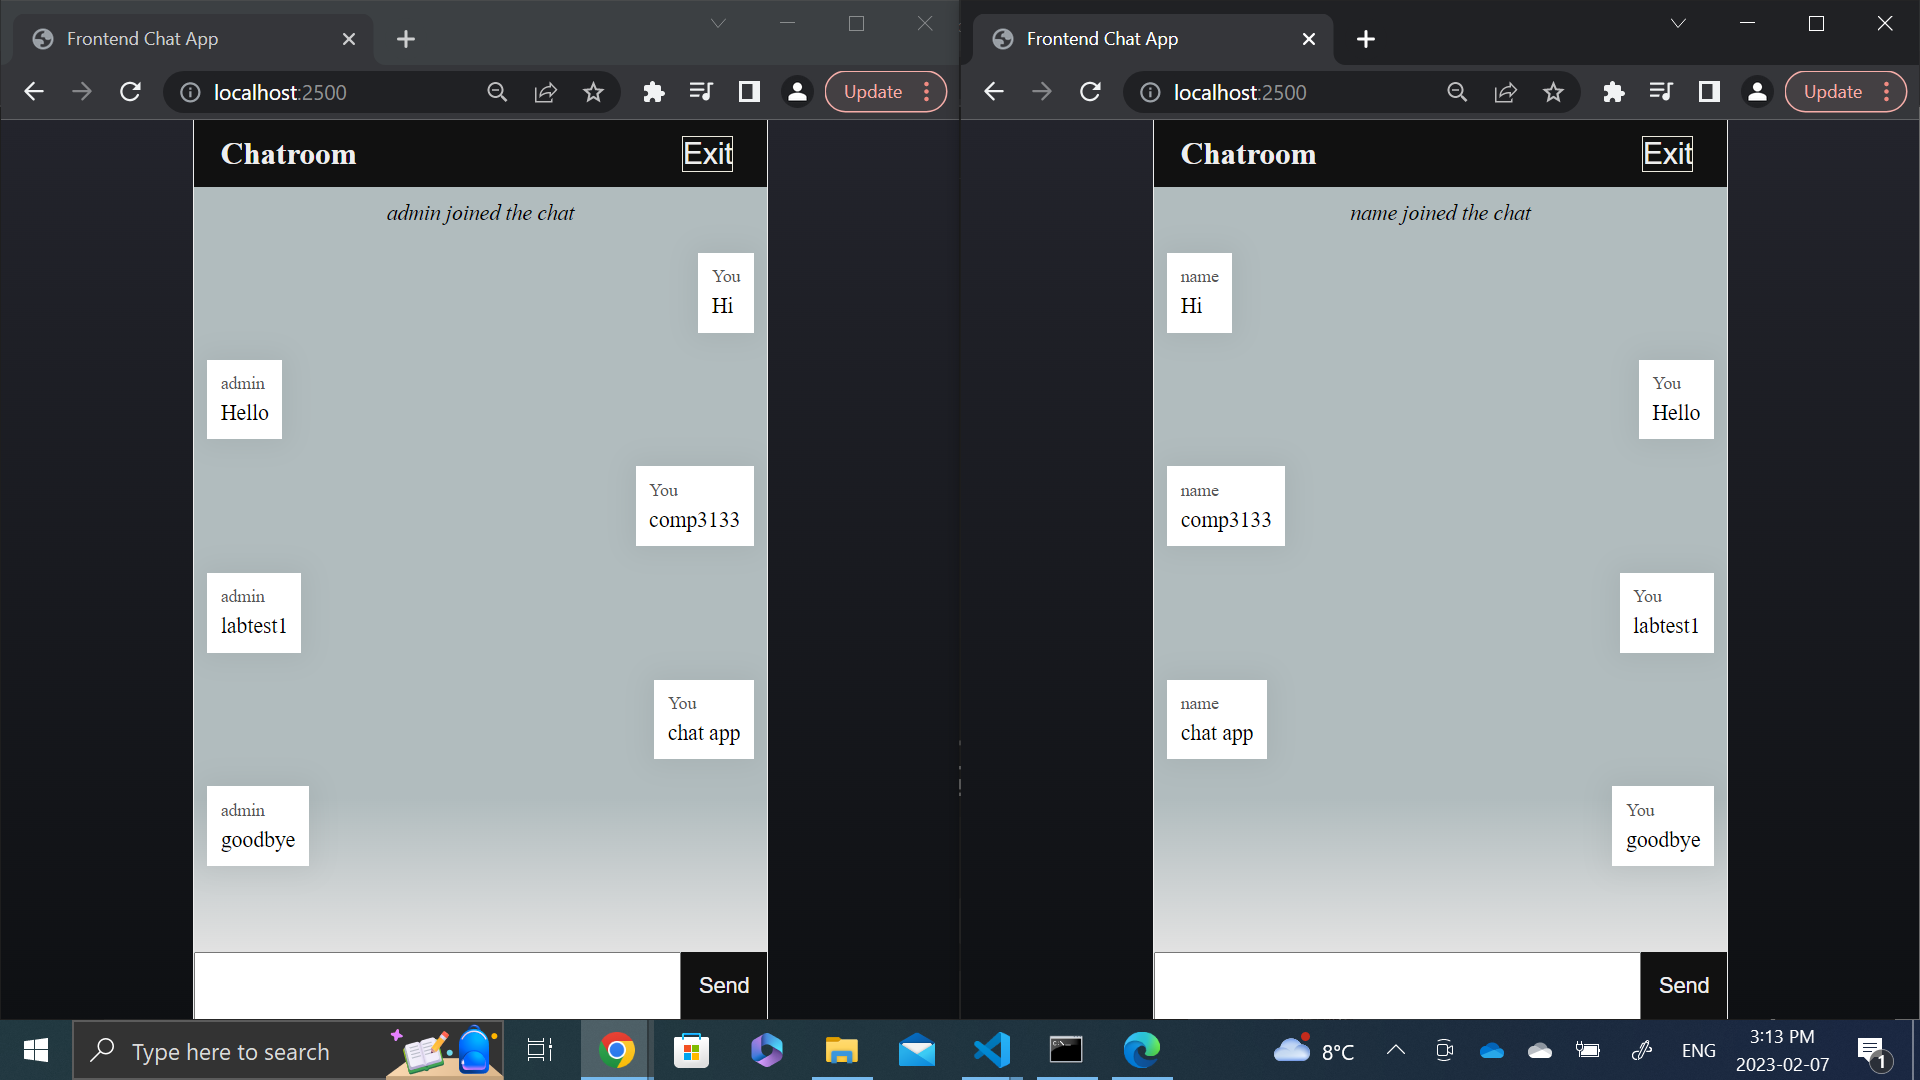 Frontend Chat App
localhost:2500
Update
Chatroom
Exit
admin joined the chat
You
Hi
admin
Hello
You
comp3133
admin
labtest1
You
chat app
admin
goodbye
Send
Frontend Chat App
localhost:2500
Update
Chatroom
Exit
name joined the chat
name
Hi
You
Hello
name
comp3133
You
labtest1
name
chat app
You
goodbye
Send
Type here to search
8°C
ENG
3:13 PM
2023-02-07
1